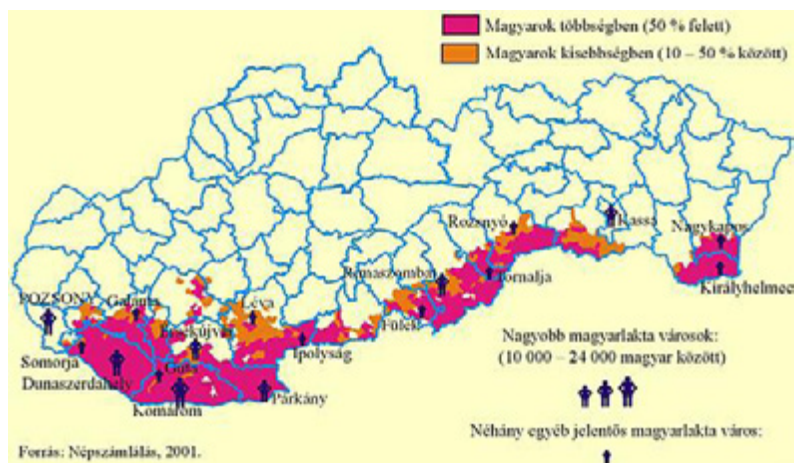 Magyarok többségben (50 % felett)
Magyarok kisebbségben (10 – 50 % között)
Rozsnyó
Kassa
Nagykapos
Rimaszombat
Tornalja
Királyhelmec
POZSONY
Galánta
Léva
Érsekújvár
Fülek
Ipolyság
Somorja
Dunaszerdahely
Gúta
Párkány
Komárom
Nagyobb magyarlakta városok:
(10 000 – 24 000 magyar között)
Néhány egyéb jelentős magyarlakta város:
Forrás: Népszámlálás, 2001.